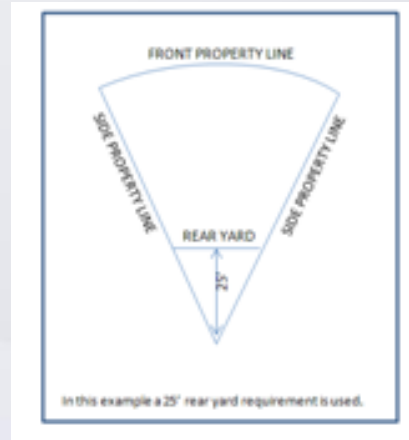 FRONT PROPERTY LINE
SIDE PROPERTY LINE
SIDE PROPERTY LINE
REAR YARD
25'
In this example a 25' rear yard requirement is used.